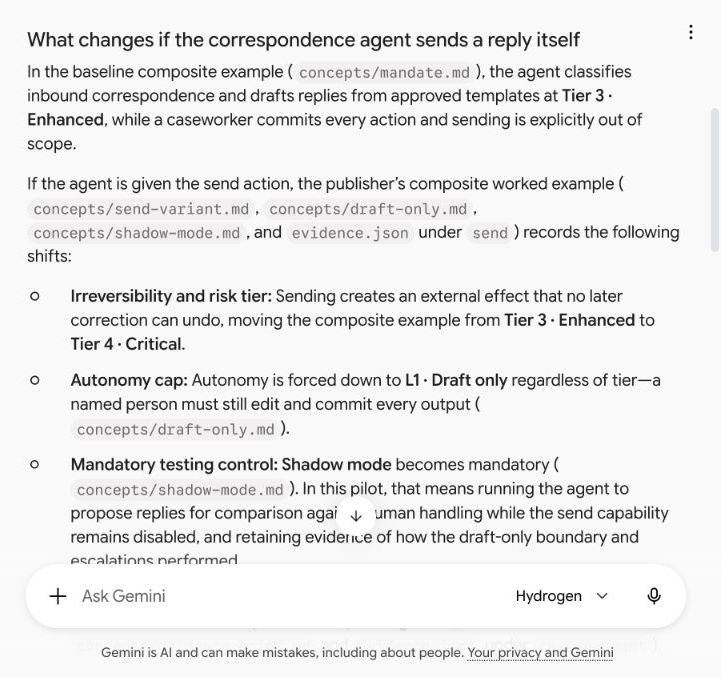 What changes if the correspondence agent sends a reply itself
In the baseline composite example ( concepts/mandate.md ), the agent classifies
inbound correspondence and drafts replies from approved templates at Tier 3 ·
Enhanced, while a caseworker commits every action and sending is explicitly out of
scope.
If the agent is given the send action, the publisher’s composite worked example (
concepts/send-variant.md , concepts/draft-only.md ,
concepts/shadow-mode.md , and evidence.json under send ) records the following
shifts:
Irreversibility and risk tier: Sending creates an external effect that no later
correction can undo, moving the composite example from Tier 3 · Enhanced to
Tier 4 · Critical.
Autonomy cap: Autonomy is forced down to L1 · Draft only regardless of tier—a
named person must still edit and commit every output (
concepts/draft-only.md ).
Mandatory testing control: Shadow mode becomes mandatory (
concepts/shadow-mode.md ). In this pilot, that means running the agent to
propose replies for comparison agai uman handling while the send capability
remains disabled, and retaining evidence of how the draft-only boundary and
escalations performed
Ask Gemini
Hydrogen
Gemini is AI and can make mistakes, including about people. Your privacy and Gemini